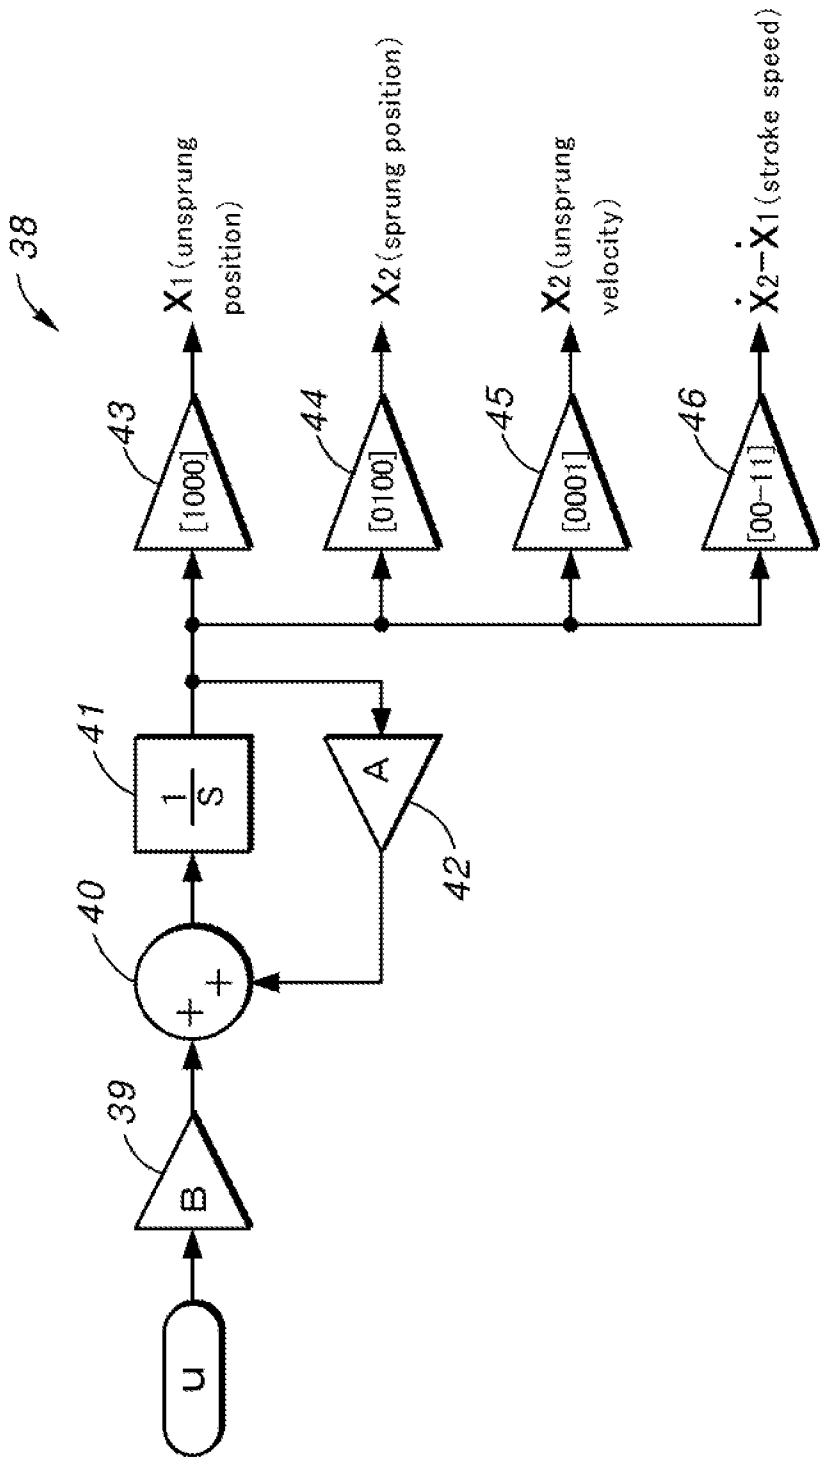 38
u
B
39
+
+
40
1
S
41
A
42
[1000]
43
X1(unsprung
position)
[0100]
44
X2(sprung position)
[0001]
45
X2(unsprung
velocity)
[00-11]
46
Ẋ2-Ẋ1(stroke speed)